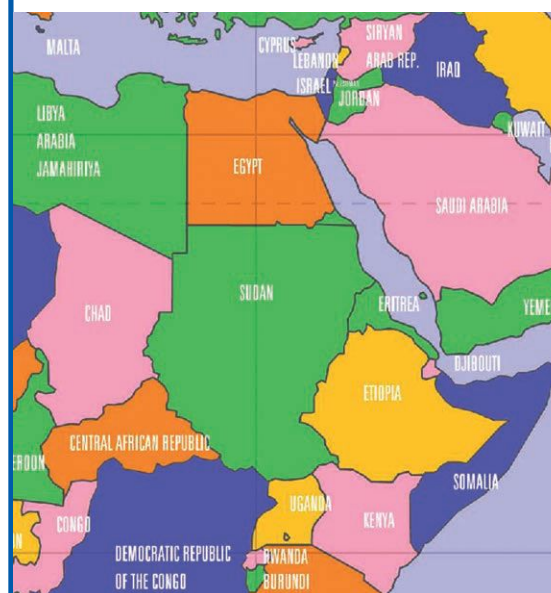 MALTA
CYPRUS
SIRYAN
ARAB REP.
LEBANON
ISRAEL
JORDAN
IRAQ
KUWAIT
LIBYA
ARABIA
JAMAHIRIYA
EGYPT
SAUDI ARABIA
CHAD
SUDAN
ERITREA
YEME
DJIBOUTI
ETIOPIA
CENTRAL AFRICAN REPUBLIC
EROUN
SOMALIA
UGANDA
KENYA
CONGO
DEMOCRATIC REPUBLIC
OF THE CONGO
RWANDA
BURUNDI